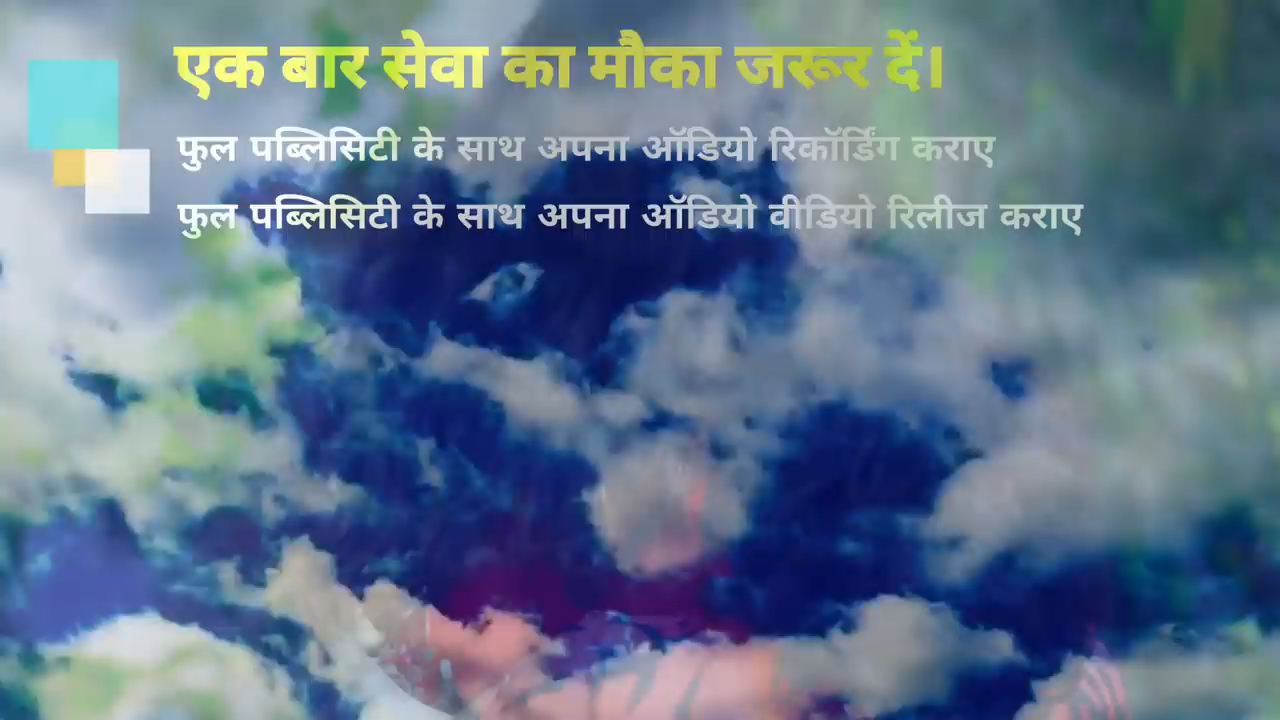 एक बार सेवा का मौका जरूर दें।
फुल पब्लिसिटी के साथ अपना ऑडियो रिकॉर्डिंग कराए
फुल पब्लिसिटी के साथ अपना ऑडियो वीडियो रिलीज कराए